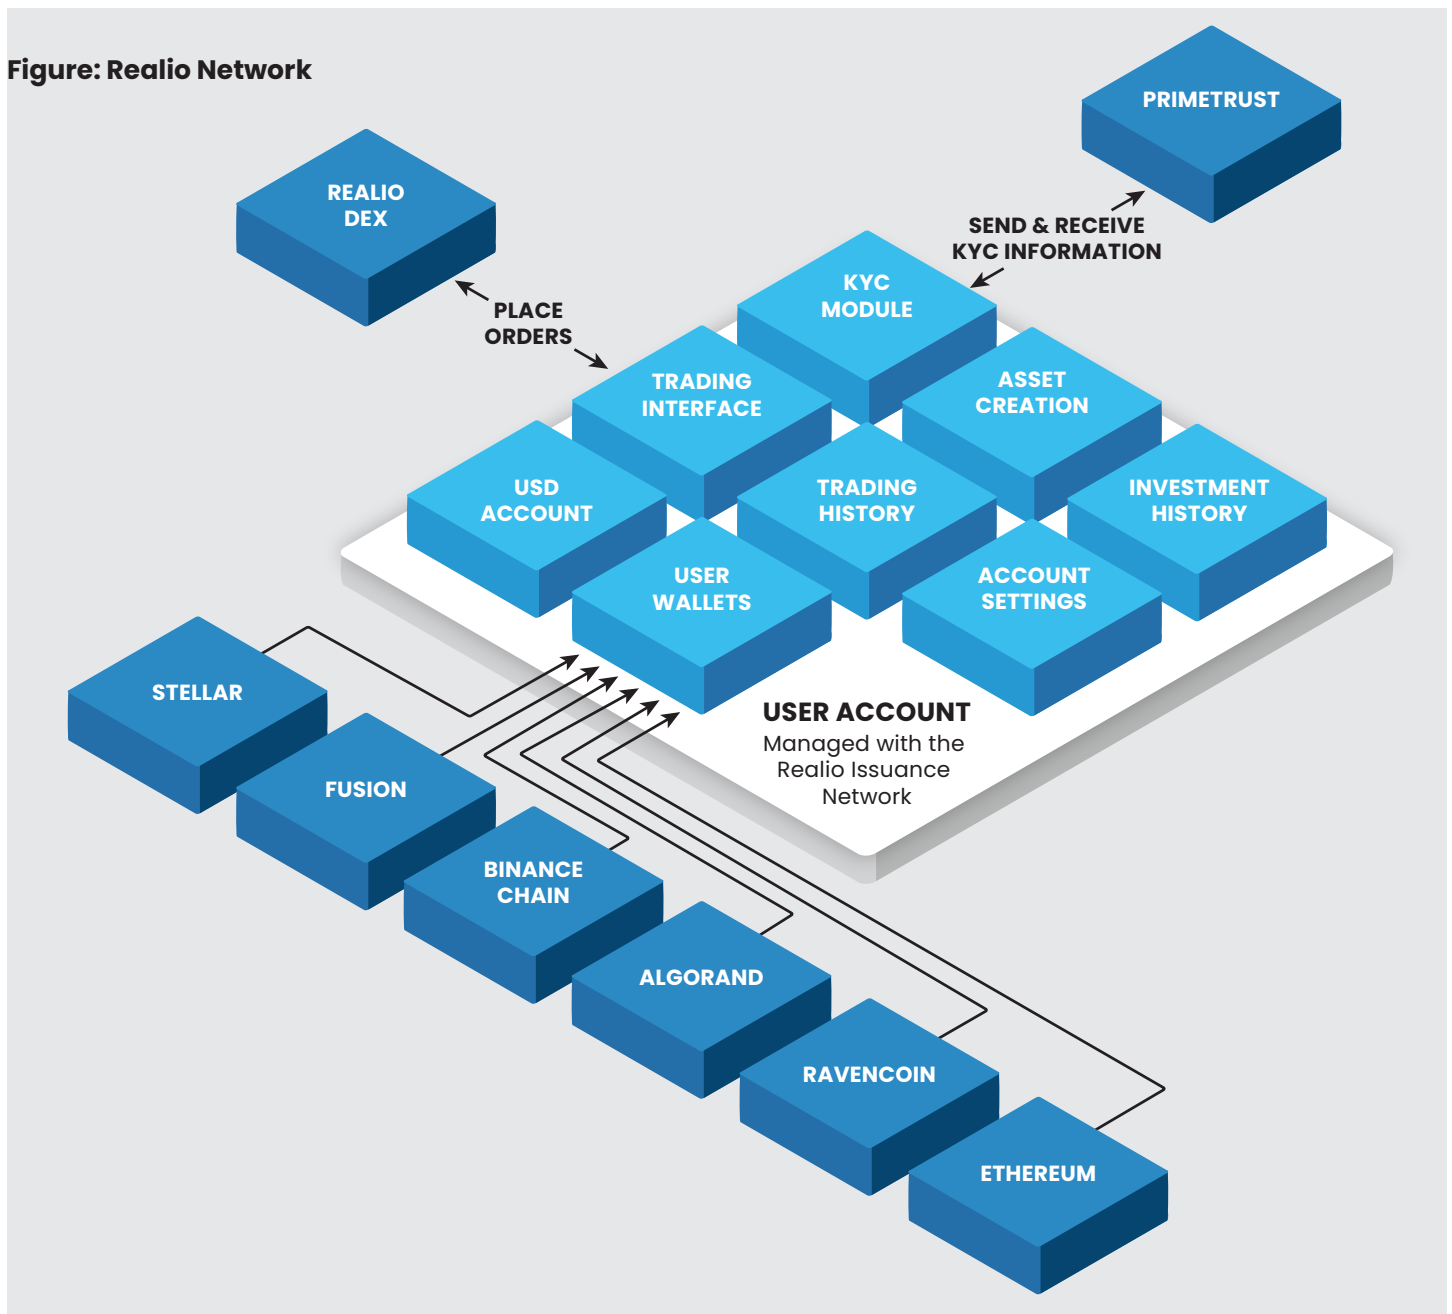 Figure: Realio Network
PRIMETRUST
REALIO
DEX
SEND & RECEIVE
KYC INFORMATION
PLACE
ORDERS
KYC
MODULE
TRADING
INTERFACE
ASSET
CREATION
USD
ACCOUNT
TRADING
HISTORY
INVESTMENT
HISTORY
USER
WALLETS
ACCOUNT
SETTINGS
USER ACCOUNT
Managed with the
Realio Issuance
Network
STELLAR
FUSION
BINANCE
CHAIN
ALGORAND
RAVENCOIN
ETHEREUM